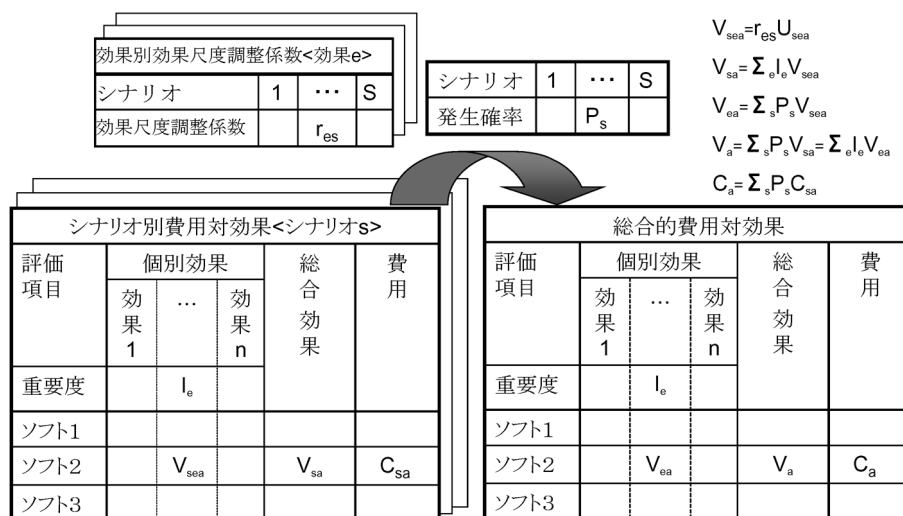 効果別効果尺度調整係数<効果e>
シナリオ 1 … S
効果尺度調整係数 r_es
シナリオ 1 … S
発生確率 P_s
V_sea=r_esU_sea
V_sa=Σ_eI_eV_sea
V_ea=Σ_sP_sV_sea
V_a=Σ_sP_sV_sa=Σ_eI_eV_ea
C_a=Σ_sP_sC_sa
シナリオ別費用対効果<シナリオs>
評価項目 個別効果 総合効果 費用
効果1 … 効果n
重要度 I_e
ソフト1
ソフト2 V_sea V_sa C_sa
ソフト3
総合的費用対効果
評価項目 個別効果 総合効果 費用
効果1 … 効果n
重要度 I_e
ソフト1
ソフト2 V_ea V_a C_a
ソフト3